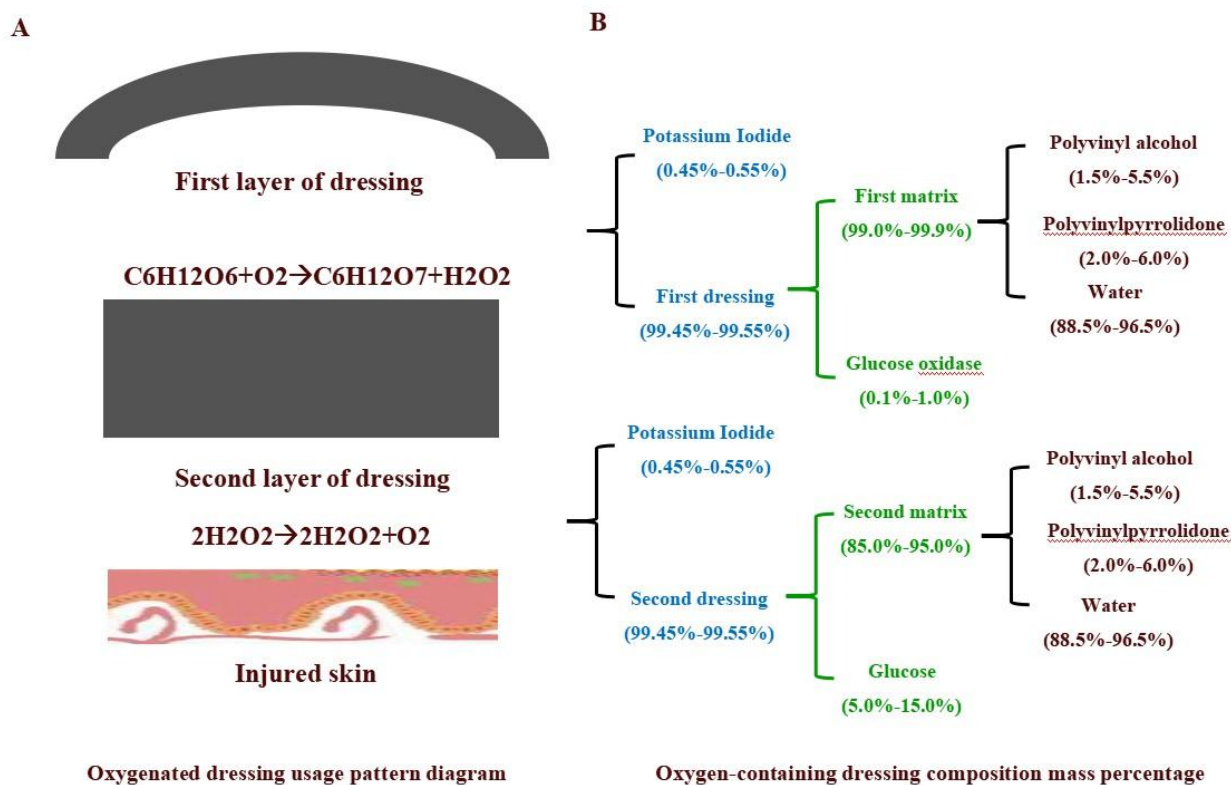 A
First layer of dressing
C6H12O6+O2→C6H12O7+H2O2
Second layer of dressing
2H2O2→2H2O2+O2
Injured skin
Oxygenated dressing usage pattern diagram
B
Potassium Iodide
(0.45%-0.55%)
First dressing
(99.45%-99.55%)
First matrix
(99.0%-99.9%)
Glucose oxidase
(0.1%-1.0%)
Polyvinyl alcohol
(1.5%-5.5%)
Polyvinylpyrrolidone
(2.0%-6.0%)
Water
(88.5%-96.5%)
Potassium Iodide
(0.45%-0.55%)
Second dressing
(99.45%-99.55%)
Second matrix
(85.0%-95.0%)
Glucose
(5.0%-15.0%)
Polyvinyl alcohol
(1.5%-5.5%)
Polyvinylpyrrolidone
(2.0%-6.0%)
Water
(88.5%-96.5%)
Oxygen-containing dressing composition mass percentage